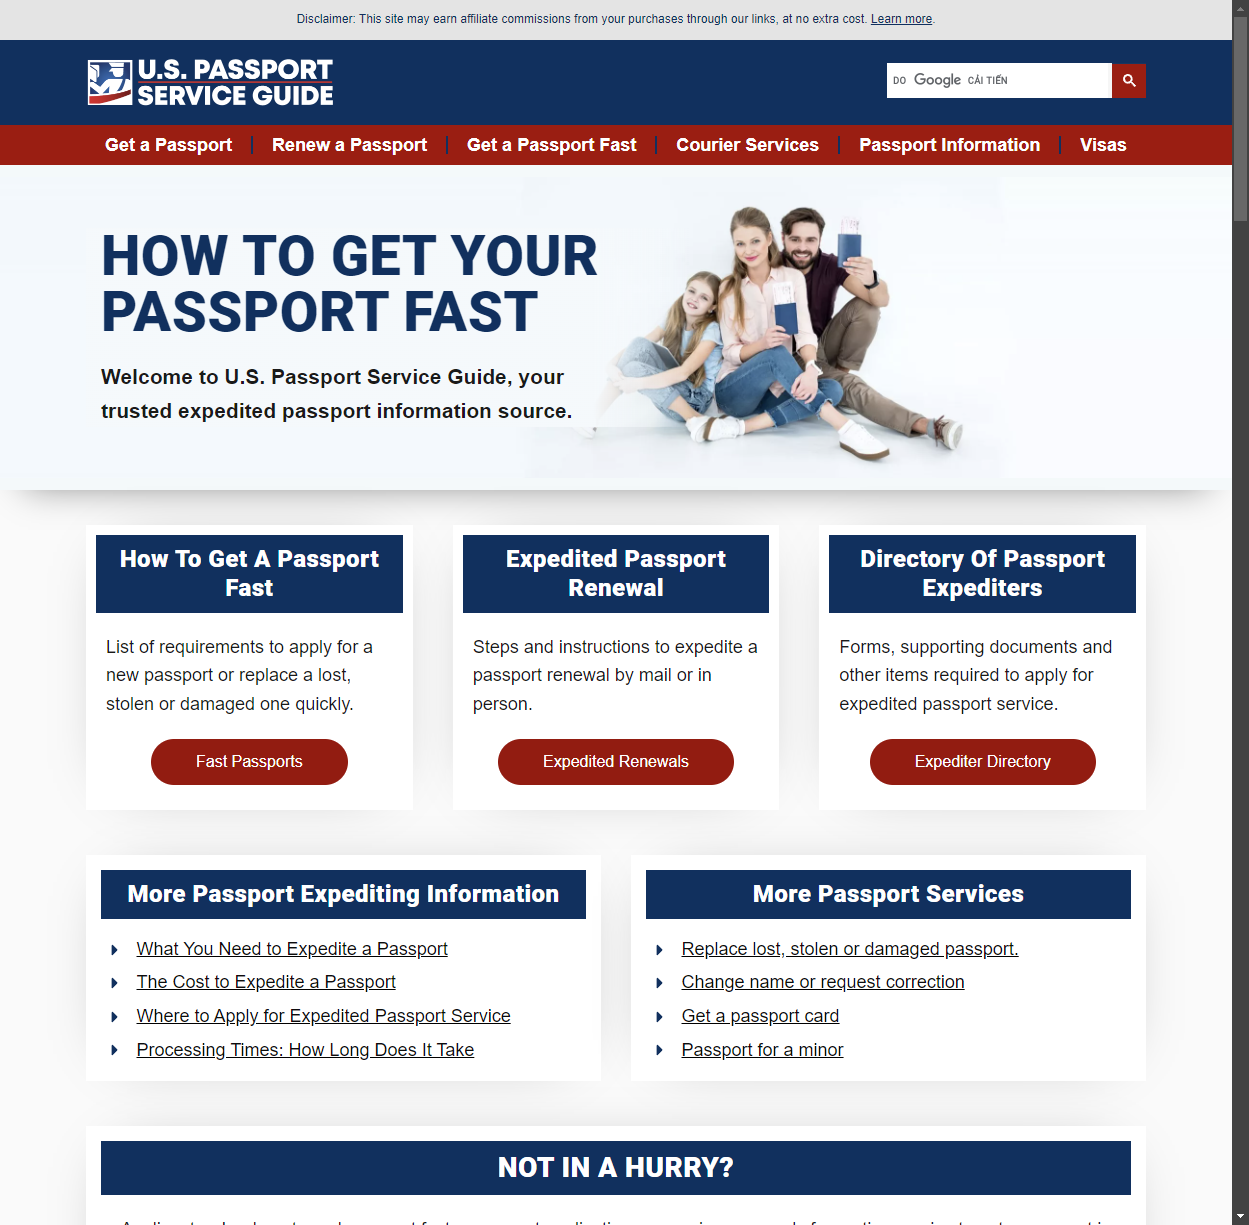 Disclaimer: This site may earn affiliate commissions from your purchases through our links, at no extra cost. Learn more.
U.S. PASSPORT
SERVICE GUIDE
DO Google CẢI TIẾN
Get a Passport
Renew a Passport
Get a Passport Fast
Courier Services
Passport Information
Visas
HOW TO GET YOUR
PASSPORT FAST
Welcome to U.S. Passport Service Guide, your
trusted expedited passport information source.
How To Get A Passport
Fast
List of requirements to apply for a
new passport or replace a lost,
stolen or damaged one quickly.
Fast Passports
Expedited Passport
Renewal
Steps and instructions to expedite a
passport renewal by mail or in
person.
Expedited Renewals
Directory Of Passport
Expediters
Forms, supporting documents and
other items required to apply for
expedited passport service.
Expediter Directory
More Passport Expediting Information
What You Need to Expedite a Passport
The Cost to Expedite a Passport
Where to Apply for Expedited Passport Service
Processing Times: How Long Does It Take
More Passport Services
Replace lost, stolen or damaged passport.
Change name or request correction
Get a passport card
Passport for a minor
NOT IN A HURRY?